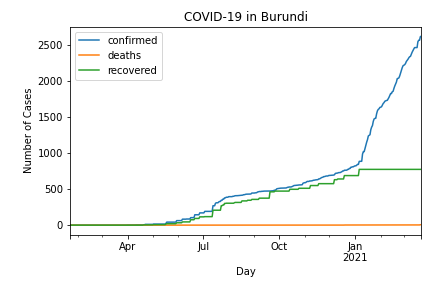 COVID-19 in Burundi
confirmed
deaths
recovered
Number of Cases
2500
2000
1500
1000
500
0
Apr
Jul
Oct
Jan
2021
Day